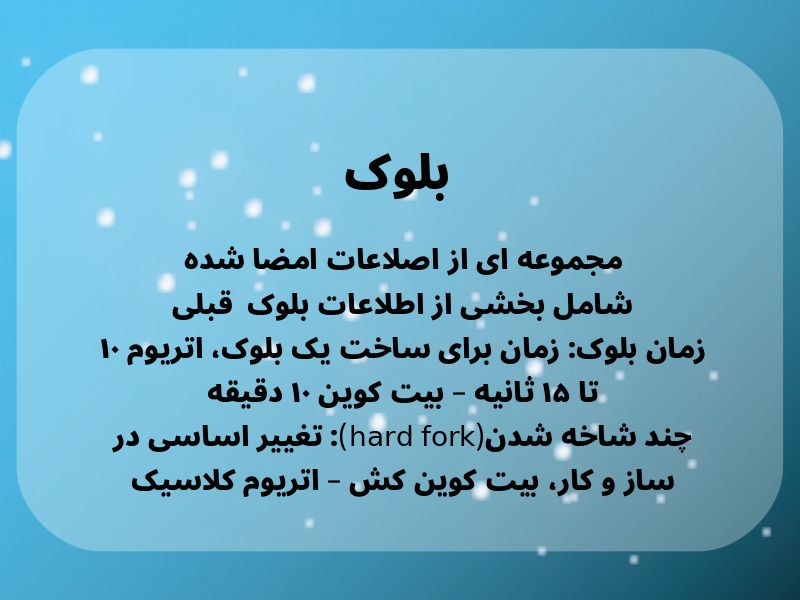 بلوک
مجموعه ای از اصلاعات امضا شده
شامل بخشی از اطلاعات بلوک قبلی
زمان بلوک: زمان برای ساخت یک بلوک، اتریوم ۱۰
تا ۱۵ ثانیه – بیت کوین ۱۰ دقیقه
چند شاخه شدن(hard fork): تغییر اساسی در
ساز و کار، بیت کوین کش – اتریوم کلاسیک